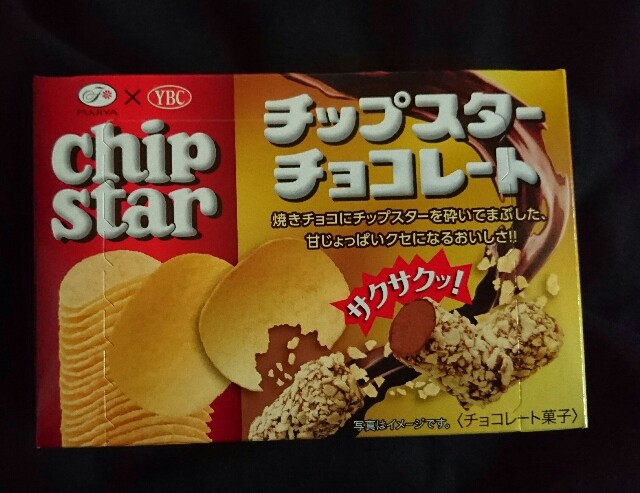 FUJIYA × YBC
chip
star
チップスター
チョコレート
焼きチョコにチップスターを砕いてまぶした、
甘じょっぱいクセになるおいしさ!!
サクサクッ!
写真はイメージです。〈チョコレート菓子〉